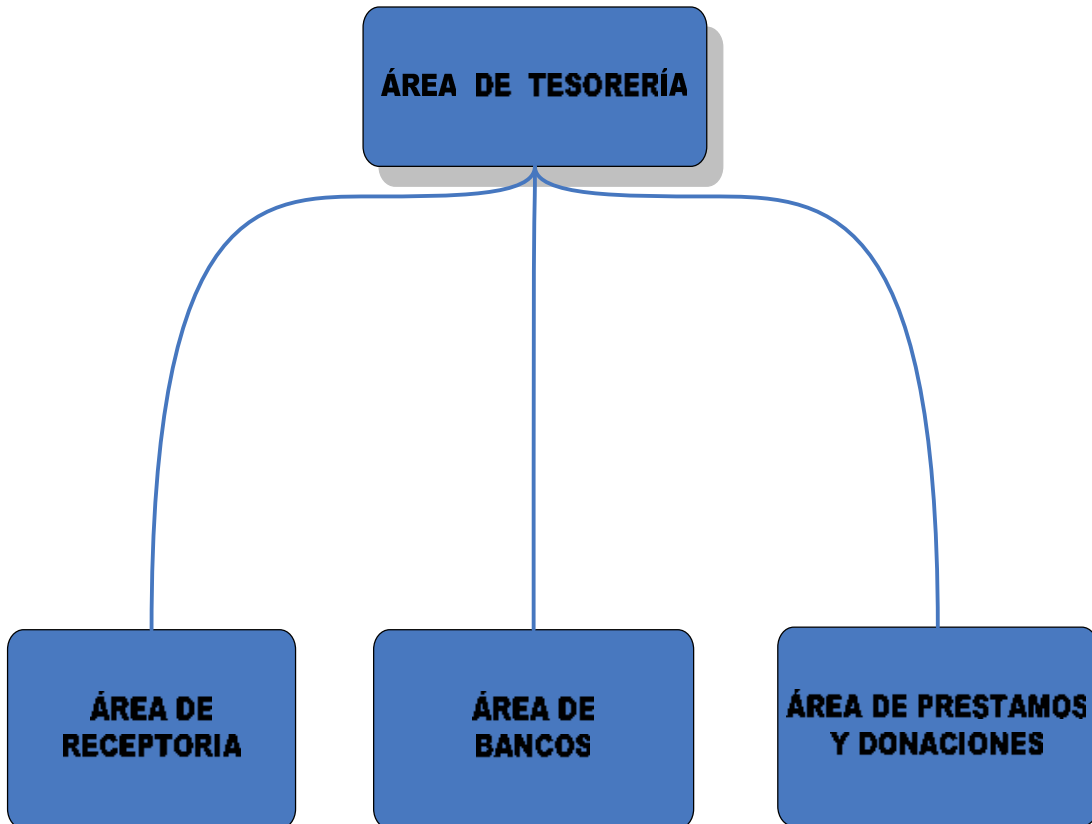 ÁREA DE TESORERÍA
ÁREA DE
RECEPTORIA
ÁREA DE
BANCOS
ÁREA DE PRESTAMOS
Y DONACIONES